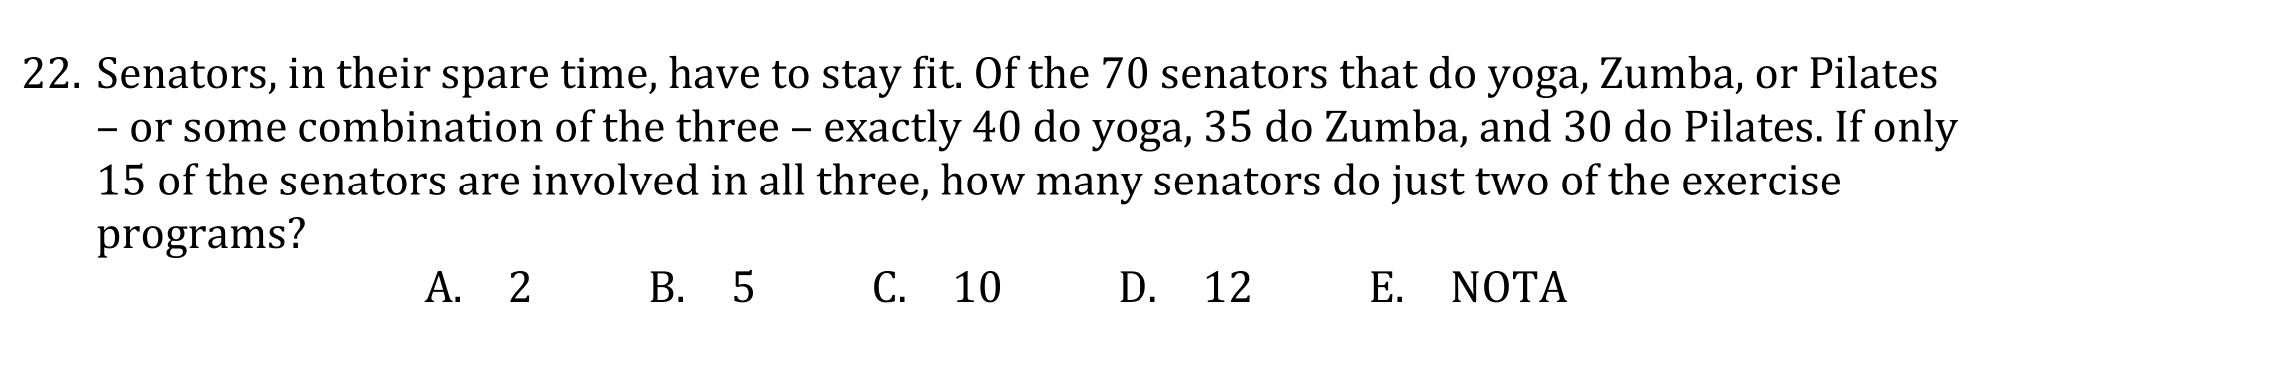 22. Senators, in their spare time, have to stay fit. Of the 70 senators that do yoga, Zumba, or Pilates
– or some combination of the three – exactly 40 do yoga, 35 do Zumba, and 30 do Pilates. If only
15 of the senators are involved in all three, how many senators do just two of the exercise
programs?
A. 2 B. 5 C. 10 D. 12 E. NOTA